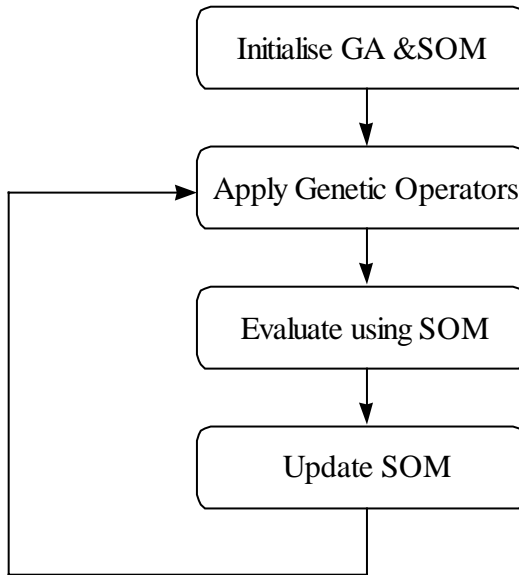 Initialise GA &SOM
Apply Genetic Operators
Evaluate using SOM
Update SOM